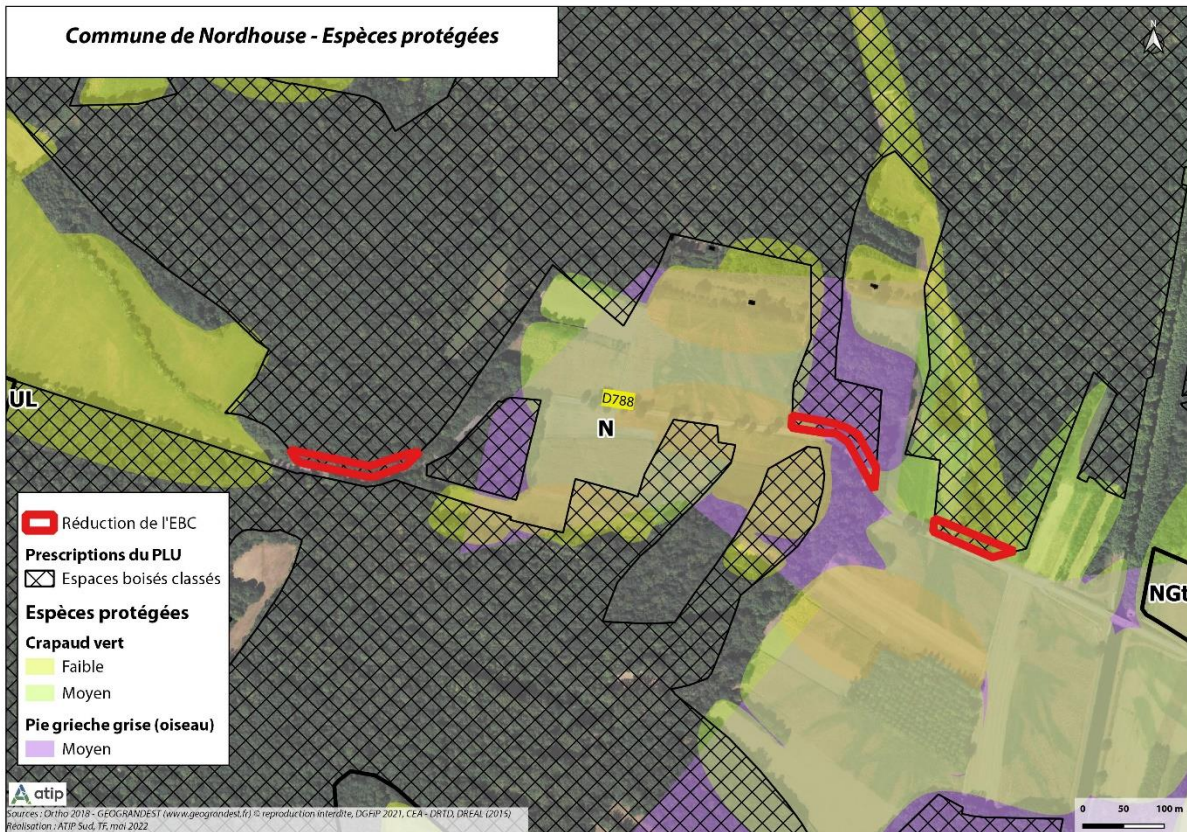 Commune de Nordhouse - Espèces protégées
N
UL
D788
N
NGt
Réduction de l'EBC
Prescriptions du PLU
Espaces boisés classés
Espèces protégées
Crapaud vert
Faible
Moyen
Pie grieche grise (oiseau)
Moyen
atip
Sources : Ortho 2018 - GEOGRANDEST (www.geograndest.fr) © reproduction interdite, DGFiP 2021, CEA - DRTD, DREAL (2015)
Réalisation : ATIP Sud, TF, mai 2022
0 50 100 m